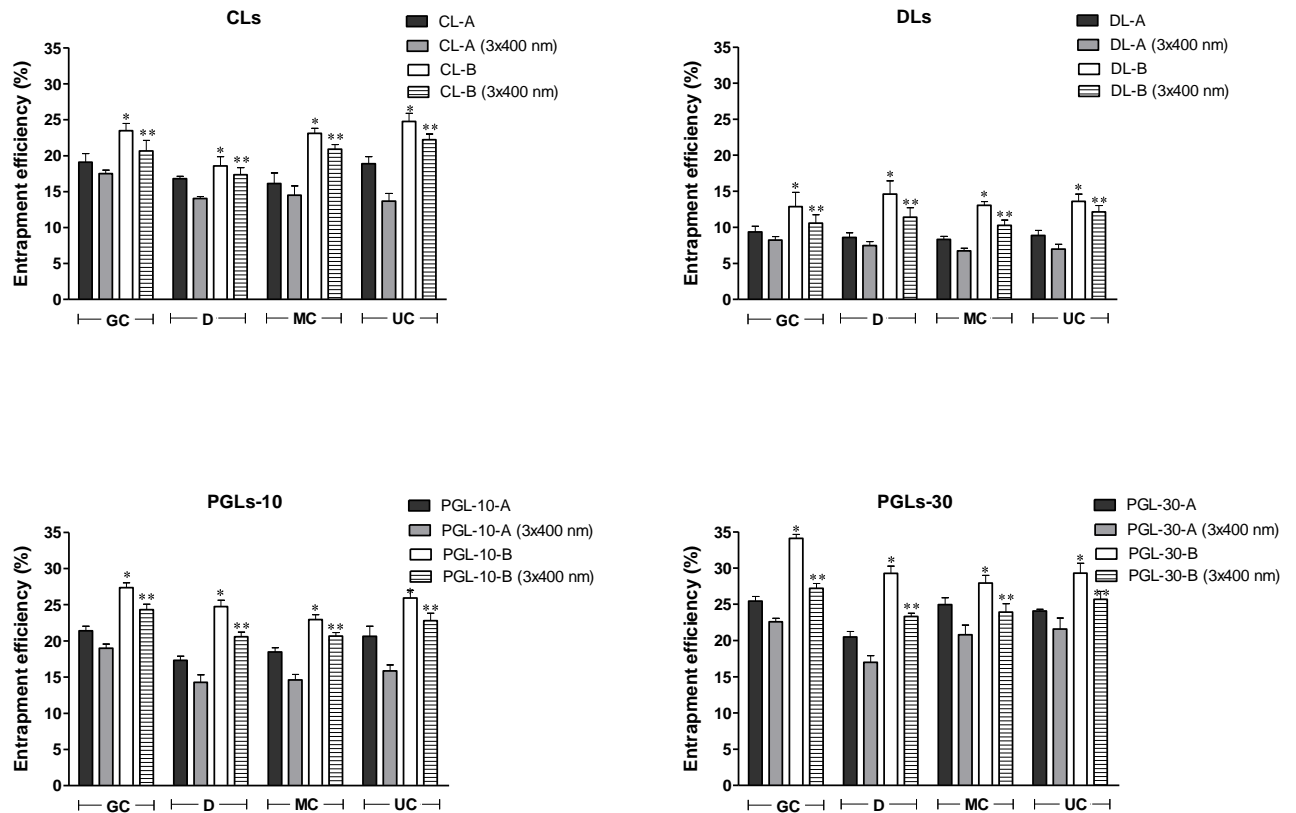 CLs
CL-A
CL-A (3x400 nm)
CL-B
CL-B (3x400 nm)
Entrapment efficiency (%)
35
30
25
20
15
10
5
0
* ** * ** * ** * **
GC D MC UC
DLs
DL-A
DL-A (3x400 nm)
DL-B
DL-B (3x400 nm)
Entrapment efficiency (%)
35
30
25
20
15
10
5
0
* ** * ** * ** * **
GC D MC UC
PGLs-10
PGL-10-A
PGL-10-A (3x400 nm)
PGL-10-B
PGL-10-B (3x400 nm)
Entrapment efficiency (%)
35
30
25
20
15
10
5
0
* ** * ** * ** * **
GC D MC UC
PGLs-30
PGL-30-A
PGL-30-A (3x400 nm)
PGL-30-B
PGL-30-B (3x400 nm)
Entrapment efficiency (%)
35
30
25
20
15
10
5
0
* ** * ** * ** * **
GC D MC UC